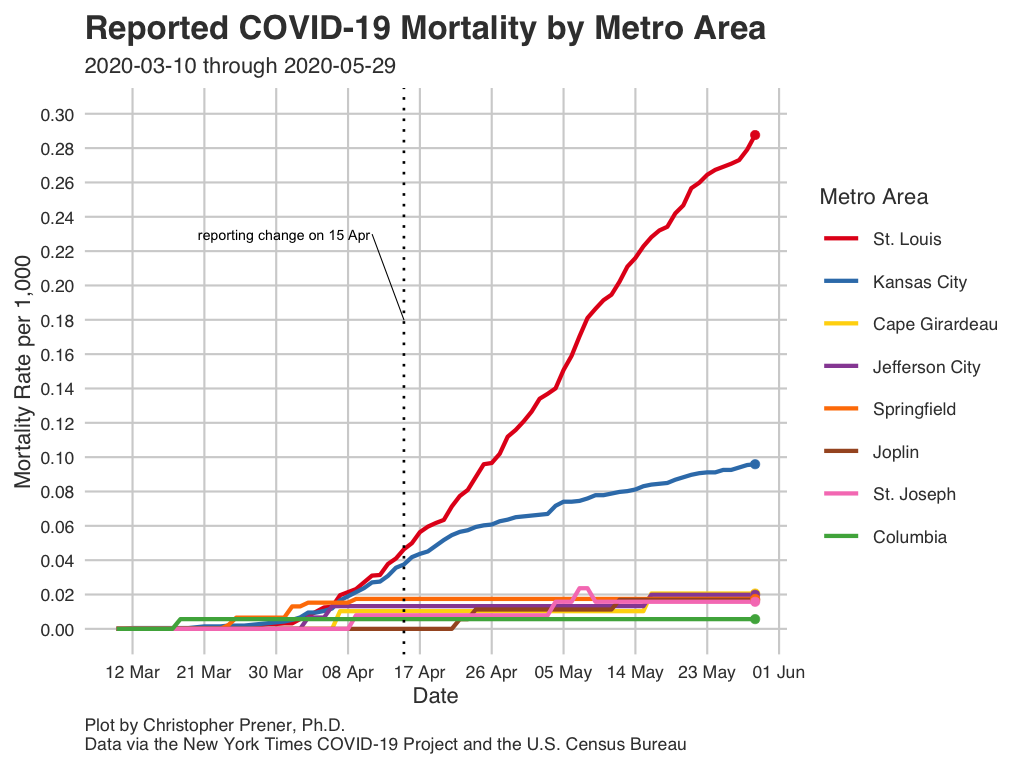 Reported COVID-19 Mortality by Metro Area
2020-03-10 through 2020-05-29
Mortality Rate per 1,000
0.30
0.28
0.26
0.24
0.22
0.20
0.18
0.16
0.14
0.12
0.10
0.08
0.06
0.04
0.02
0.00
reporting change on 15 Apr
12 Mar 21 Mar 30 Mar 08 Apr 17 Apr 26 Apr 05 May 14 May 23 May 01 Jun
Date
Metro Area
St. Louis
Kansas City
Cape Girardeau
Jefferson City
Springfield
Joplin
St. Joseph
Columbia
Plot by Christopher Prener, Ph.D.
Data via the New York Times COVID-19 Project and the U.S. Census Bureau